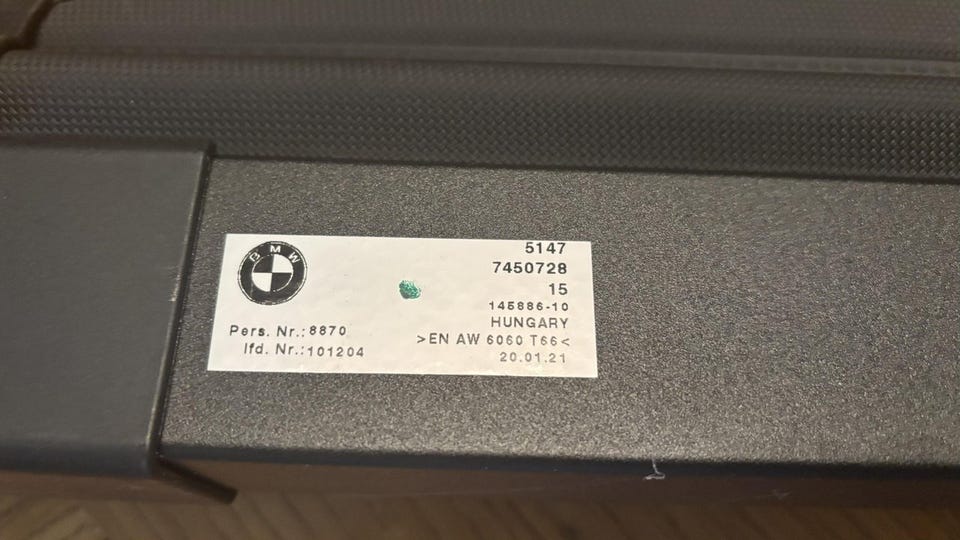 BMW
5147
7450728
15
145886-10
HUNGARY
>EN AW 6060 T66<
20.01.21
Pers. Nr.:8870
lfd. Nr.:101204